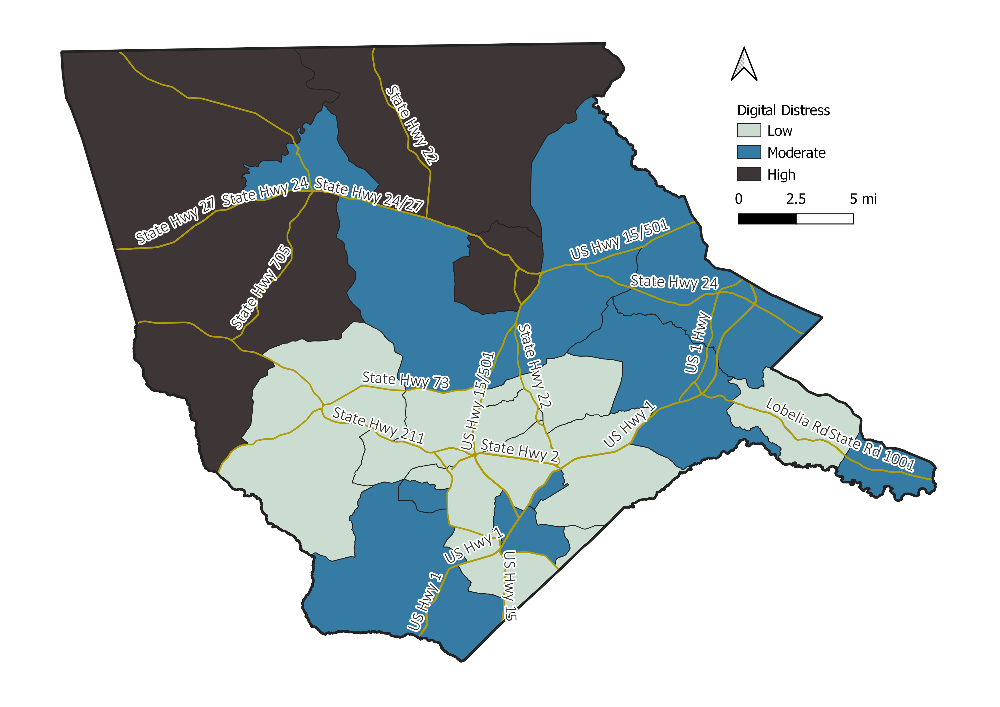 Digital Distress
Low
Moderate
High
0 2.5 5 mi
State Hwy 22
State Hwy 27
State Hwy 24
State Hwy 24/27
State Hwy 705
US Hwy 15/501
State Hwy 24
US 1 Hwy
State Hwy 22
US Hwy 15/501
State Hwy 73
State Hwy 211
State Hwy 2
US Hwy 1
Lobelia Rd
State Rd 1001
US Hwy 1
US Hwy 1
US Hwy 15